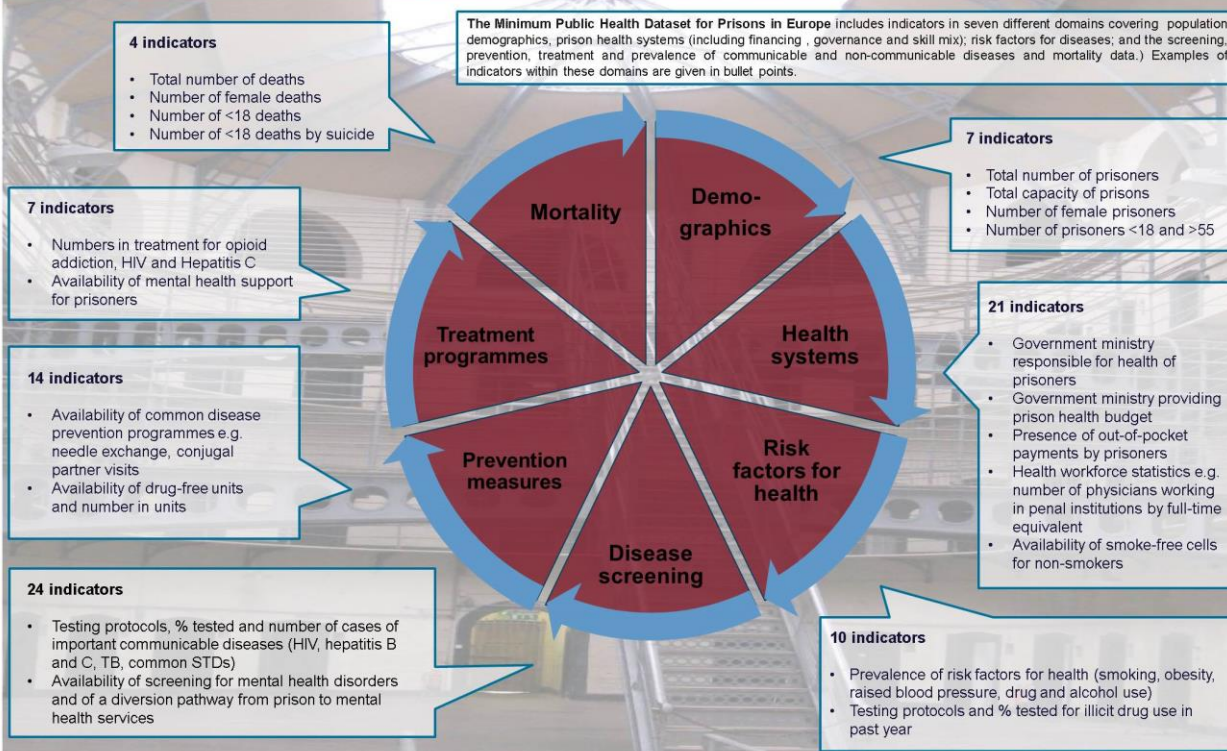 The Minimum Public Health Dataset for Prisons in Europe includes indicators in seven different domains covering population
demographics, prison health systems (including financing , governance and skill mix); risk factors for diseases; and the screening,
prevention, treatment and prevalence of communicable and non-communicable diseases and mortality data.) Examples of
indicators within these domains are given in bullet points.
4 indicators
• Total number of deaths
• Number of female deaths
• Number of <18 deaths
• Number of <18 deaths by suicide
7 indicators
• Total number of prisoners
• Total capacity of prisons
• Number of female prisoners
• Number of prisoners <18 and >55
7 indicators
• Numbers in treatment for opioid
addiction, HIV and Hepatitis C
• Availability of mental health support
for prisoners
21 indicators
• Government ministry
responsible for health of
prisoners
• Government ministry providing
prison health budget
• Presence of out-of-pocket
payments by prisoners
• Health workforce statistics e.g.
number of physicians working
in penal institutions by full-time
equivalent
• Availability of smoke-free cells
for non-smokers
14 indicators
• Availability of common disease
prevention programmes e.g.
needle exchange, conjugal
partner visits
• Availability of drug-free units
and number in units
24 indicators
• Testing protocols, % tested and number of cases of
important communicable diseases (HIV, hepatitis B
and C, TB, common STDs)
• Availability of screening for mental health disorders
and of a diversion pathway from prison to mental
health services
10 indicators
• Prevalence of risk factors for health (smoking, obesity,
raised blood pressure, drug and alcohol use)
• Testing protocols and % tested for illicit drug use in
past year
Mortality
Demo-
graphics
Treatment
programmes
Health
systems
Prevention
measures
Risk
factors for
health
Disease
screening